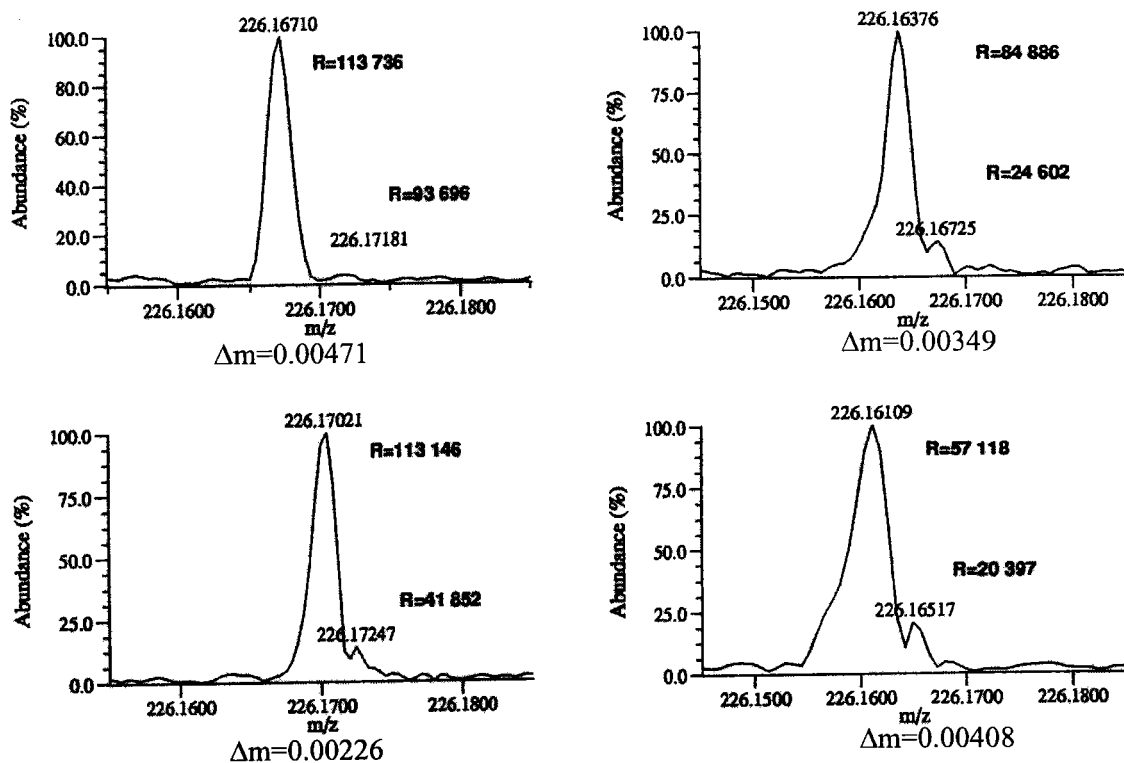 226.16710
R=113 736
R=93 696
226.17181
100.0
80.0
60.0
40.0
20.0
0.0
Abundance (%)
226.1600 226.1700 226.1800
m/z
Δm=0.00471
226.16376
R=84 886
R=24 602
226.16725
100.0
75.0
50.0
25.0
0.0
Abundance (%)
226.1500 226.1600 226.1700 226.1800
m/z
Δm=0.00349
226.17021
R=113 146
R=41 852
226.17247
100.0
75.0
50.0
25.0
0.0
Abundance (%)
226.1600 226.1700 226.1800
m/z
Δm=0.00226
226.16109
R=57 118
R=20 397
226.16517
100.0
75.0
50.0
25.0
0.0
Abundance (%)
226.1500 226.1600 226.1700 226.1800
m/z
Δm=0.00408